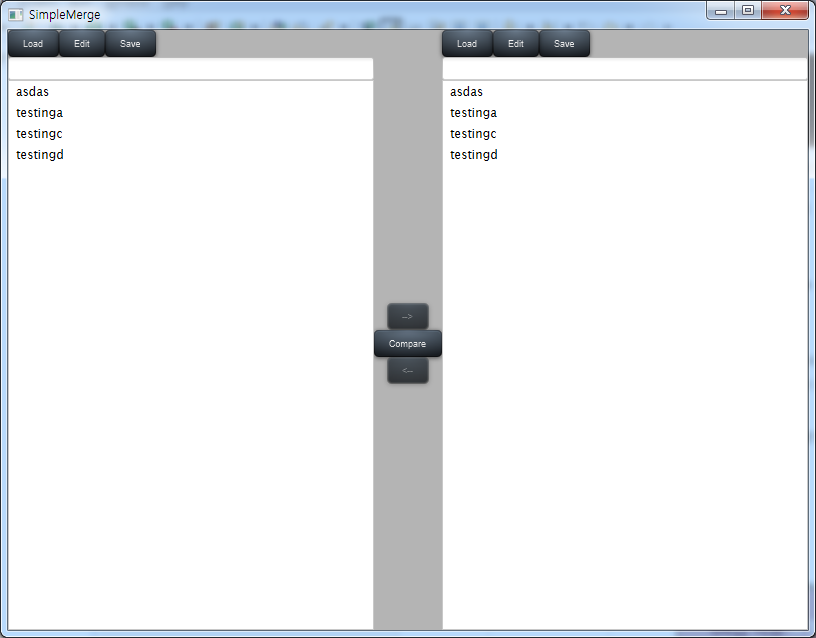 SimpleMerge
Load Edit Save Load Edit Save
asdas
testinga
testingc
testingd
asdas
testinga
testingc
testingd
-->
Compare
<--